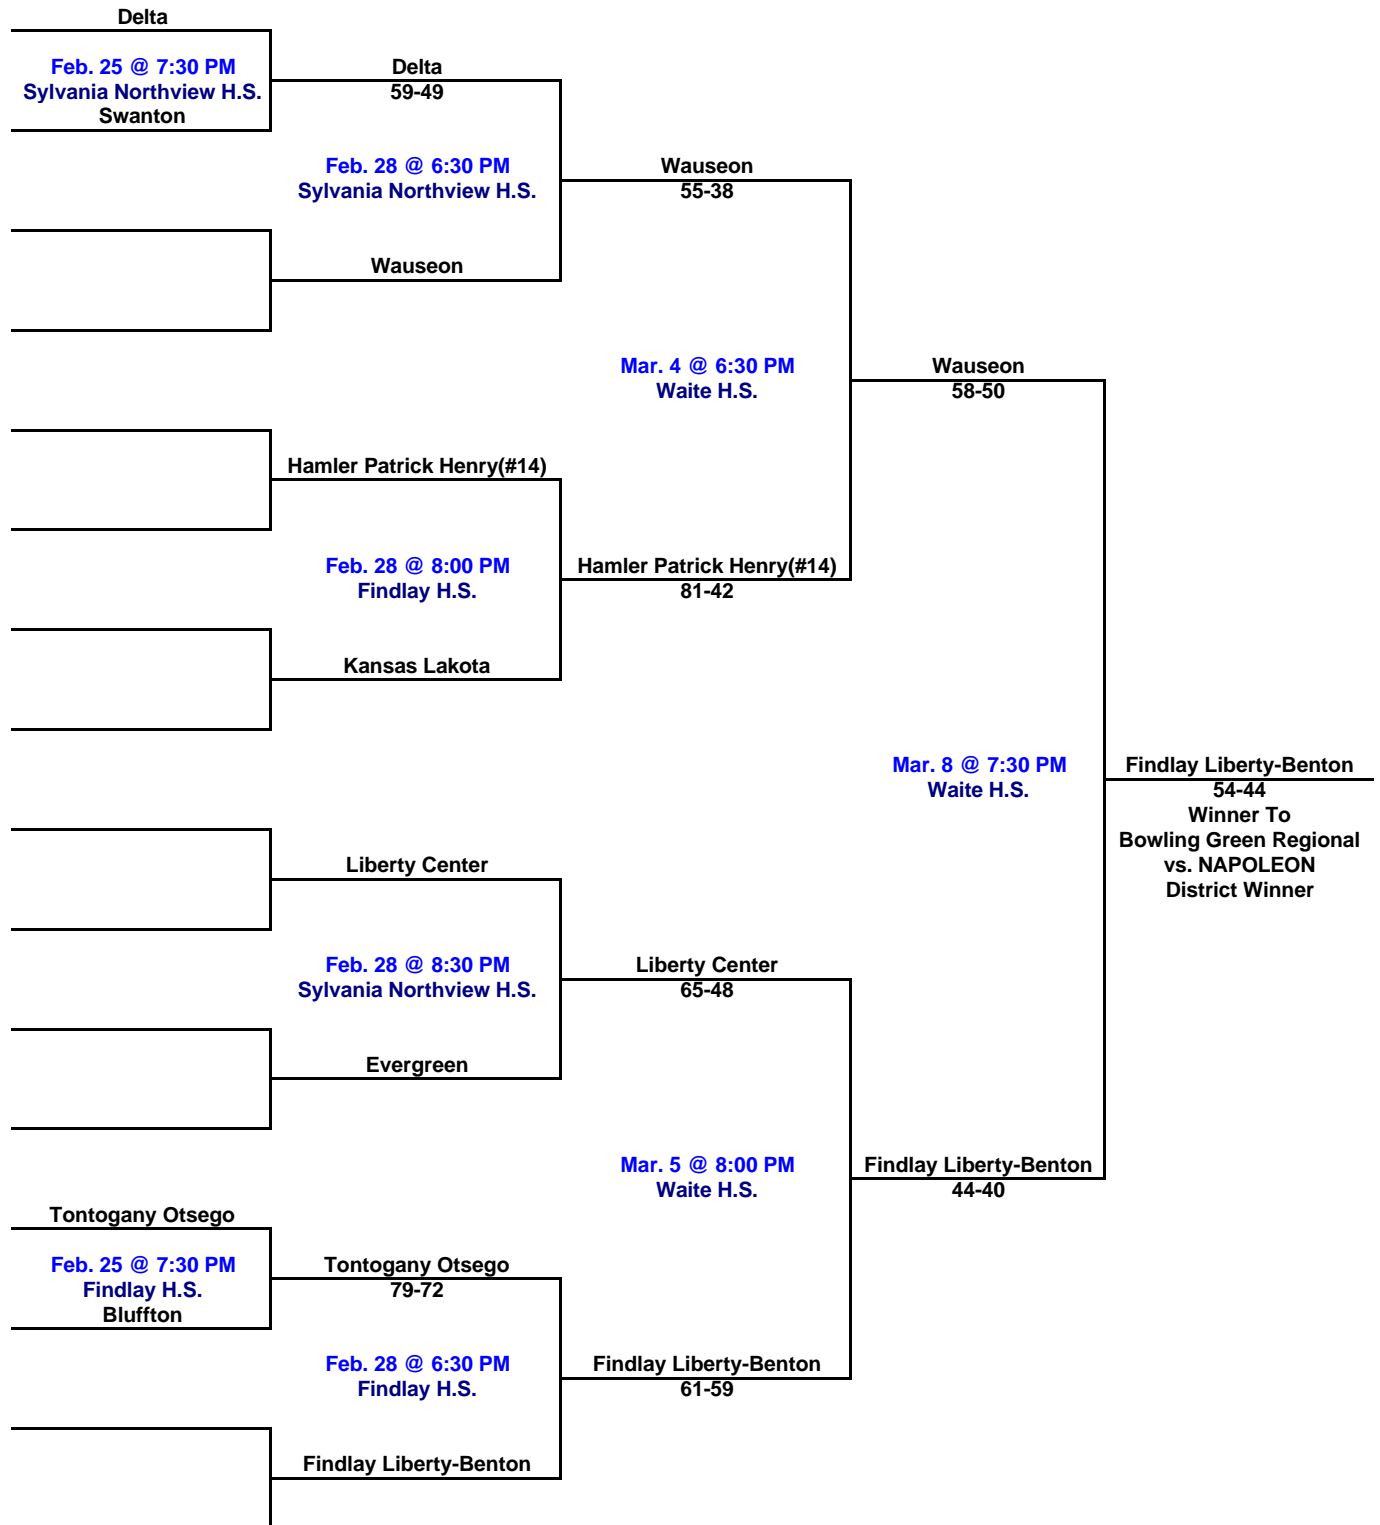 Delta
Feb. 25 @ 7:30 PM
Sylvania Northview H.S.
Swanton
Delta
59-49
Feb. 28 @ 6:30 PM
Sylvania Northview H.S.
Wauseon
Wauseon
55-38
Mar. 4 @ 6:30 PM
Waite H.S.
Wauseon
58-50
Hamler Patrick Henry(#14)
Feb. 28 @ 8:00 PM
Findlay H.S.
Hamler Patrick Henry(#14)
81-42
Kansas Lakota
Mar. 8 @ 7:30 PM
Waite H.S.
Findlay Liberty-Benton
54-44
Winner To
Bowling Green Regional
vs. NAPOLEON
District Winner
Liberty Center
Feb. 28 @ 8:30 PM
Sylvania Northview H.S.
Liberty Center
65-48
Evergreen
Mar. 5 @ 8:00 PM
Waite H.S.
Findlay Liberty-Benton
44-40
Tontogany Otsego
Feb. 25 @ 7:30 PM
Findlay H.S.
Bluffton
Tontogany Otsego
79-72
Feb. 28 @ 6:30 PM
Findlay H.S.
Findlay Liberty-Benton
61-59
Findlay Liberty-Benton